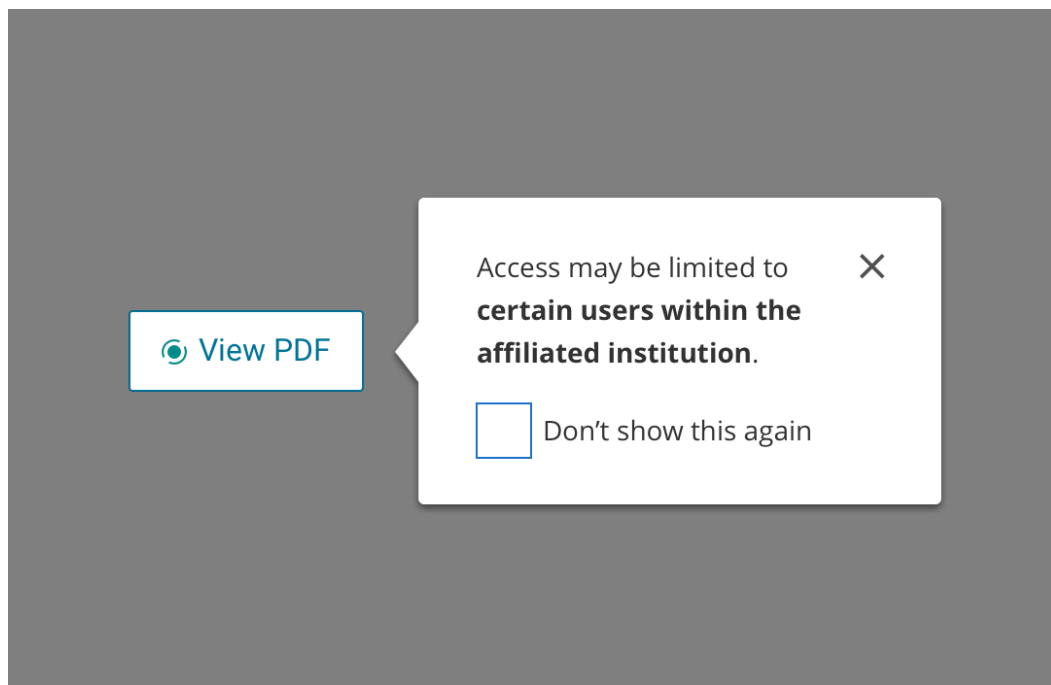 View PDF
Access may be limited to
certain users within the
affiliated institution.
Don’t show this again